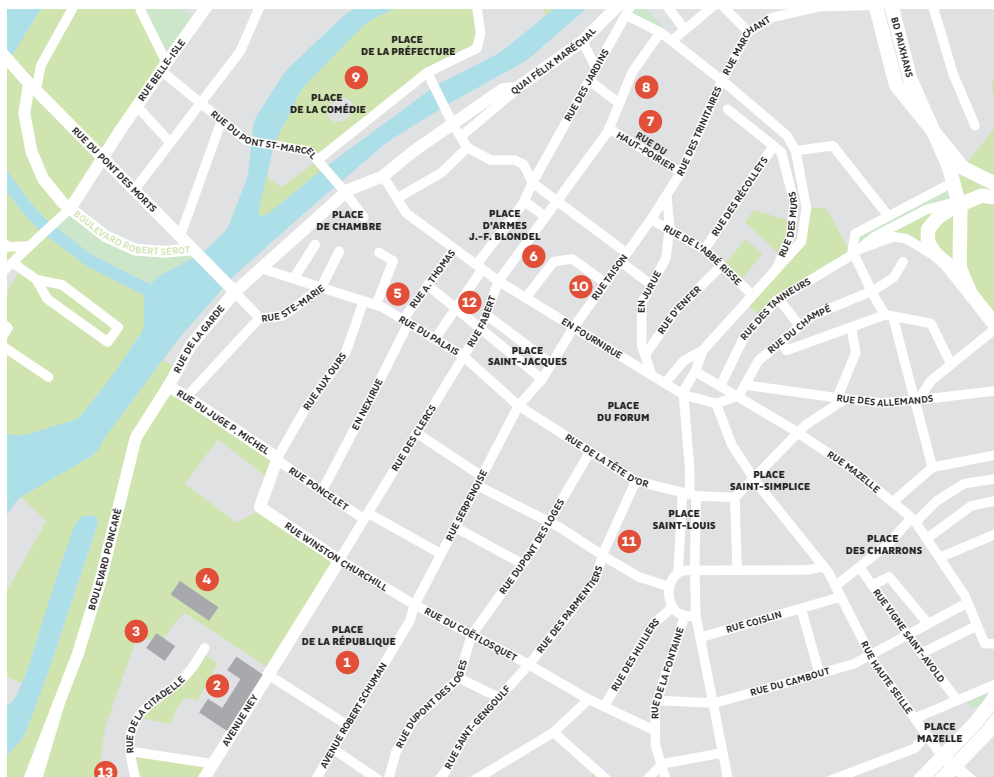 PLACE
DE LA PRÉFECTURE
9
PLACE
DE LA COMÉDIE
RUE BELLE-ISLE
QUAI FÉLIX MARÉCHAL
RUE DES JARDINS
RUE MARCHANT
BD PAIXHANS
8
7
RUE DU
HAUT-POIRIER
RUE DES TRINITAIRES
RUE DU PONT ST-MARCEL
RUE DU PONT DES MORTS
BOULEVARD ROBERT SÉROT
PLACE
DE CHAMBRE
PLACE
D'ARMES
J.-F. BLONDEL
6
RUE DES RÉCOLLETS
RUE DES MURS
RUE DE L'ABBÉ RISSE
5
RUE A. THOMAS
12
RUE FABERT
10
RUE TAISON
EN JURUE
RUE D'ENFER
RUE DES TANNEURS
RUE DU CHAMPÉ
RUE STE-MARIE
RUE DE LA GARDE
RUE DU PALAIS
EN FOURNIRUE
PLACE
SAINT-JACQUES
RUE AUX OURS
EN NEXIRUE
RUE DES CLERCS
PLACE
DU FORUM
RUE DES ALLEMANDS
RUE DU JUGE P. MICHEL
RUE PONCELET
RUE DE LA TÊTE D'OR
RUE MAZELLE
PLACE
SAINT-SIMPLICE
RUE SERPENOISE
RUE DUPONT DES LOGES
PLACE
SAINT-LOUIS
11
PLACE
DES CHARRONS
RUE WINSTON CHURCHILL
BOULEVARD POINCARÉ
4
3
PLACE
DE LA RÉPUBLIQUE
1
RUE DU COËTLOSQUET
RUE DES PARMENTIERS
RUE DES HUILIERS
RUE DE LA FONTAINE
RUE COISLIN
RUE VIGNE SAINT-AVOLD
RUE HAUTE SEILLE
RUE DU CAMBOUT
2
RUE DE LA CITADELLE
AVENUE NEY
AVENUE ROBERT SCHUMAN
RUE DUPONT DES LOGES
RUE SAINT-GENGOULF
PLACE
MAZELLE
13